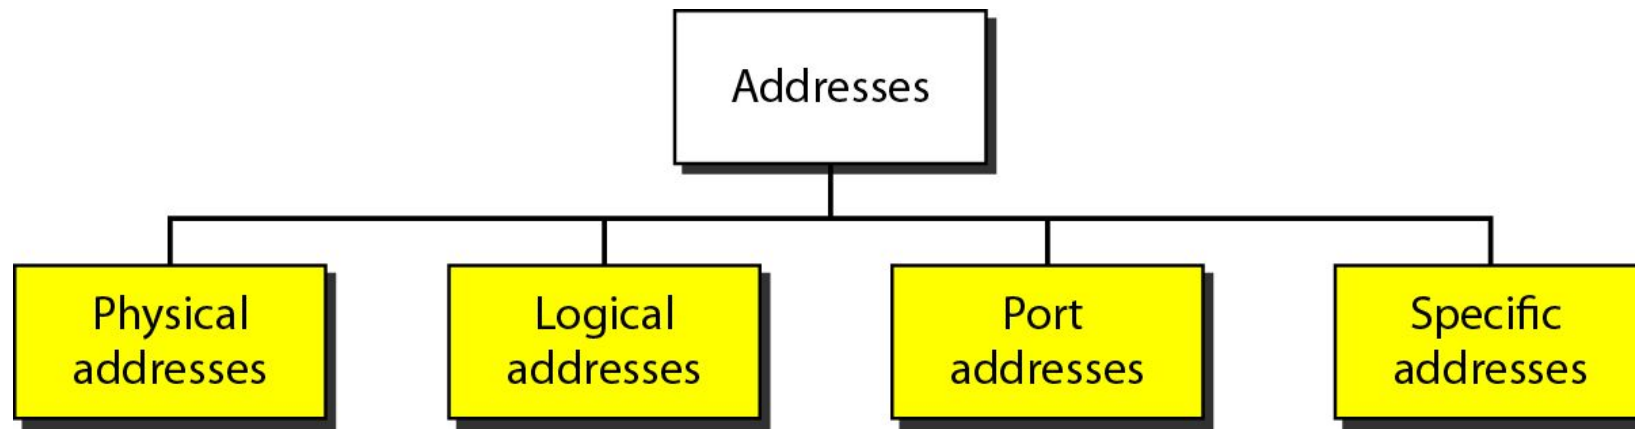 Addresses
Physical
addresses
Logical
addresses
Port
addresses
Specific
addresses